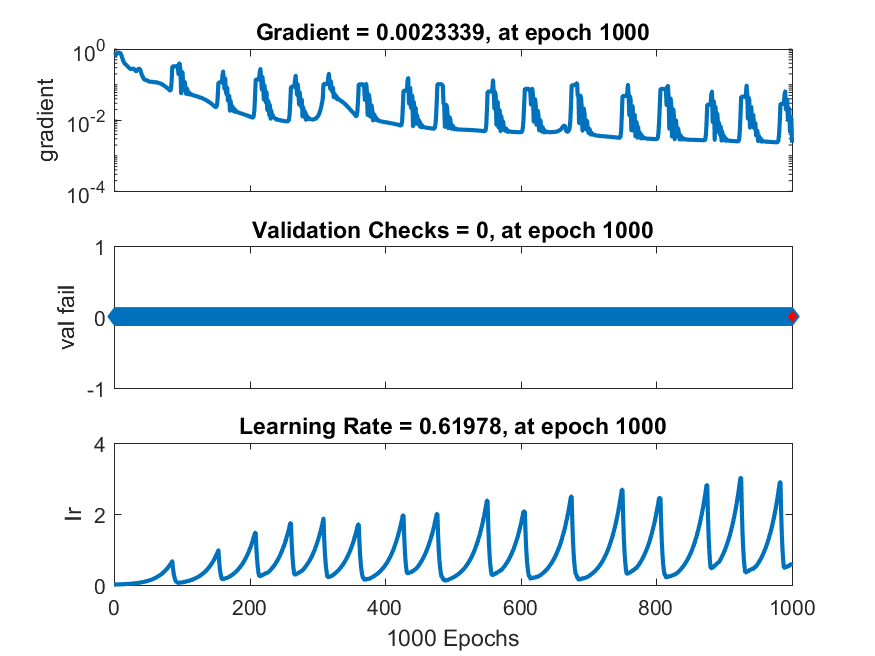 Gradient = 0.0023339, at epoch 1000
10^0
10^-2
10^-4
gradient
Validation Checks = 0, at epoch 1000
1
0
-1
val fail
Learning Rate = 0.61978, at epoch 1000
4
2
0
lr
0 200 400 600 800 1000
1000 Epochs